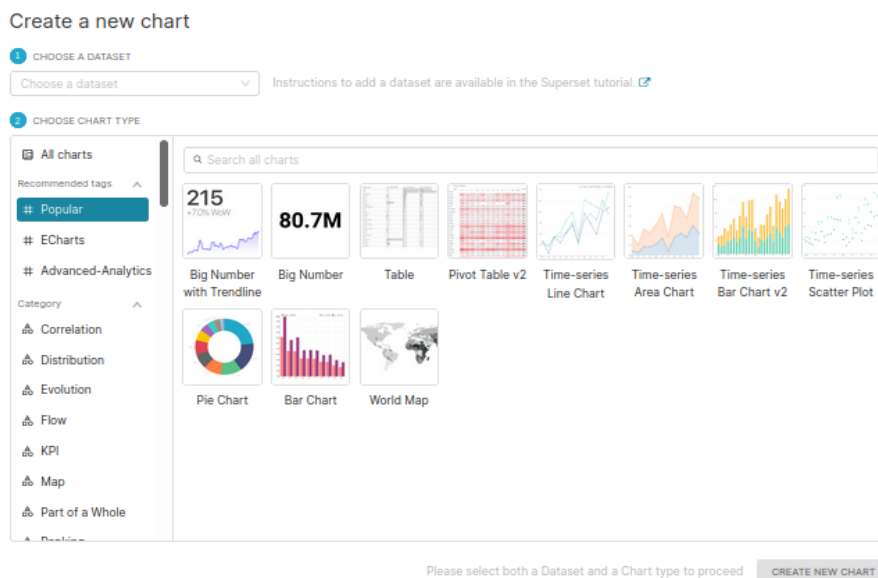 Create a new chart
1 CHOOSE A DATASET
Choose a dataset
Instructions to add a dataset are available in the Superset tutorial.
2 CHOOSE CHART TYPE
All charts
Recommended tags
# Popular
# ECharts
# Advanced-Analytics
Category
Correlation
Distribution
Evolution
Flow
KPI
Map
Part of a Whole
Ranking
Search all charts
215
+7.0% WoW
80.7M
Big Number
with Trendline
Big Number
Table
Pivot Table v2
Time-series
Line Chart
Time-series
Area Chart
Time-series
Bar Chart v2
Time-series
Scatter Plot
Pie Chart
Bar Chart
World Map
Please select both a Dataset and a Chart type to proceed
CREATE NEW CHART